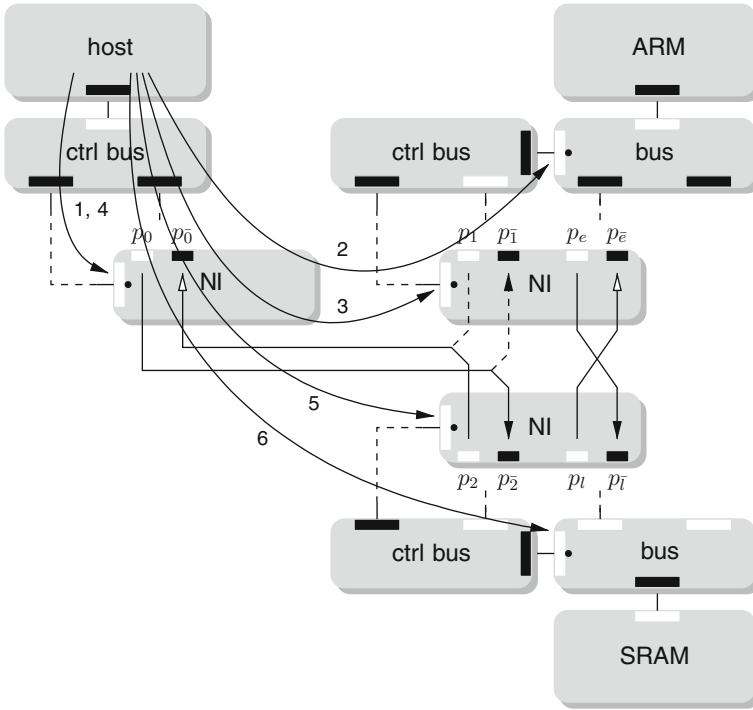 host
ARM
ctrl bus
ctrl bus
bus
1, 4
p₀ p₀̄
2
p₁ p₁̄
pₑ pₑ̄
NI
NI
3
5
NI
6
p₂ p₂̄
pₗ pₗ̄
ctrl bus
bus
SRAM